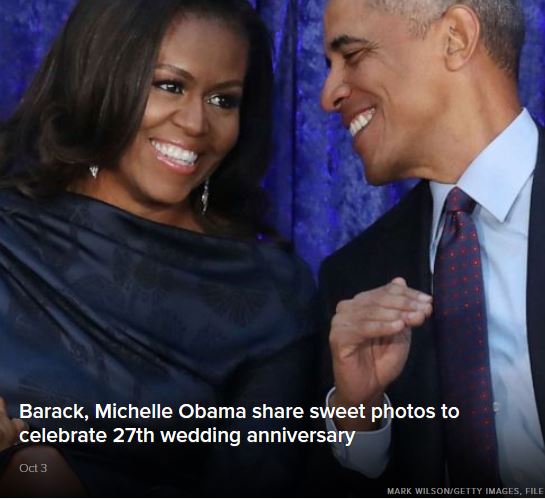 Barack, Michelle Obama share sweet photos to
celebrate 27th wedding anniversary
Oct 3
MARK WILSON/GETTY IMAGES, FILE